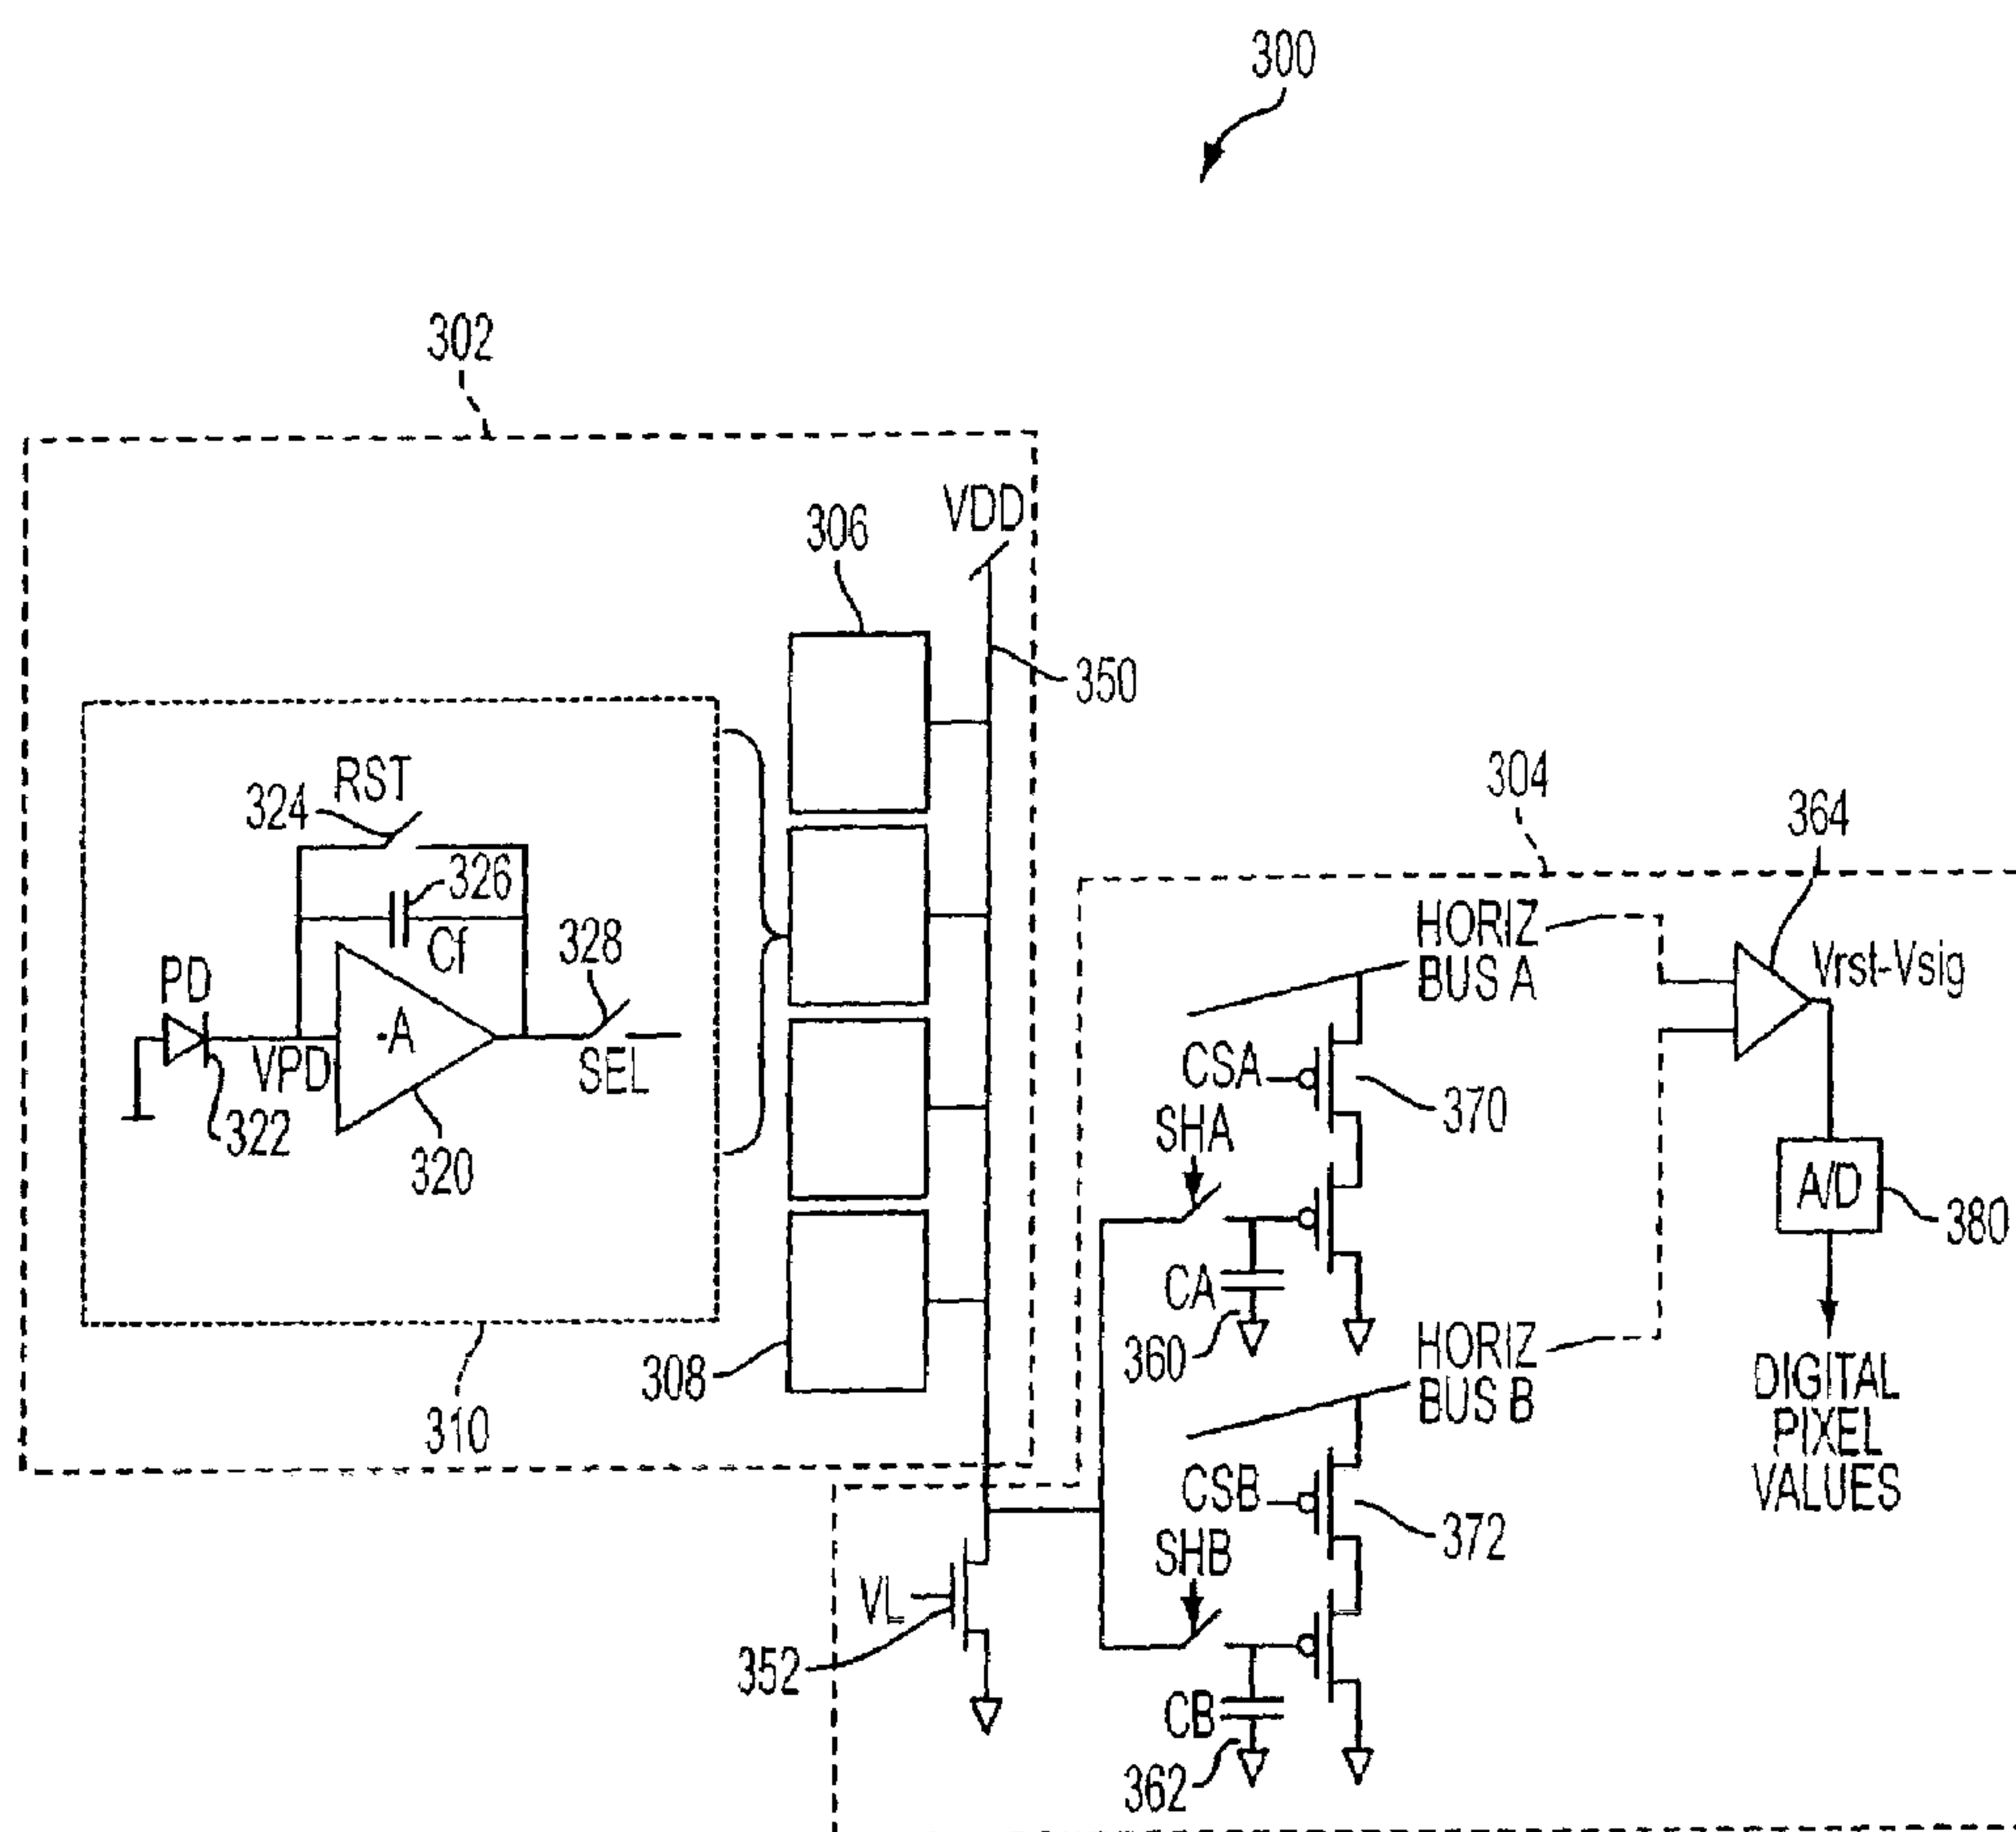 300
302
VDD
306
350
RST
324
326
Cf
328
PD
-A
VPD
SEL
322
320
308
310
304
364
HORIZ
BUS A
Vrst-Vsig
CSA
370
SHA
A/D
380
CA
360
HORIZ
BUS B
DIGITAL
PIXEL
VALUES
CSB
372
SHB
VL
352
CB
362